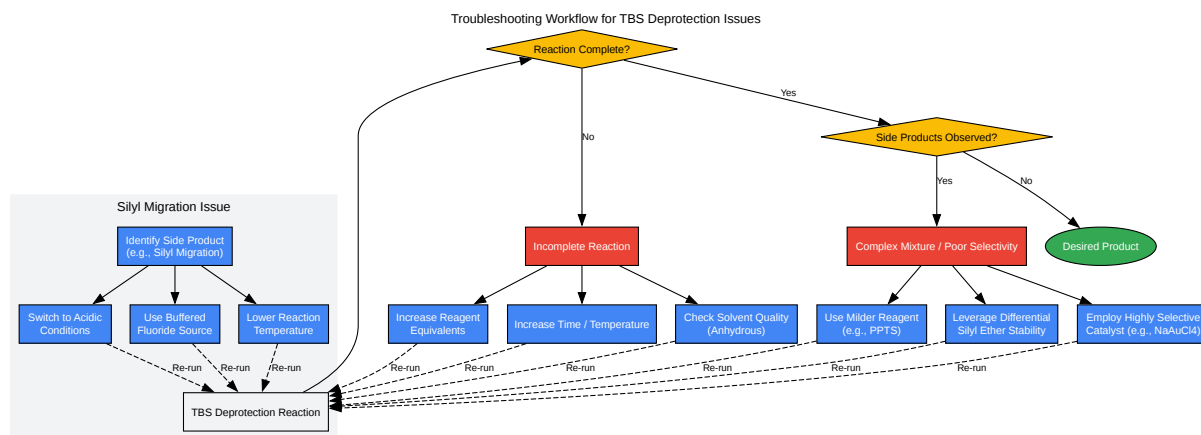 Troubleshooting Workflow for TBS Deprotection Issues
Reaction Complete?
Yes
No
Side Products Observed?
Yes
No
Silyl Migration Issue
Identify Side Product
(e.g., Silyl Migration)
Incomplete Reaction
Complex Mixture / Poor Selectivity
Desired Product
Switch to Acidic
Conditions
Use Buffered
Fluoride Source
Lower Reaction
Temperature
Increase Reagent
Equivalents
Increase Time / Temperature
Check Solvent Quality
(Anhydrous)
Use Milder Reagent
(e.g., PPTS)
Leverage Differential
Silyl Ether Stability
Employ Highly Selective
Catalyst (e.g., NaAuCl4)
Re-run
Re-run
Re-run
Re-run
Re-run
Re-run
Re-run
Re-run
Re-run
TBS Deprotection Reaction